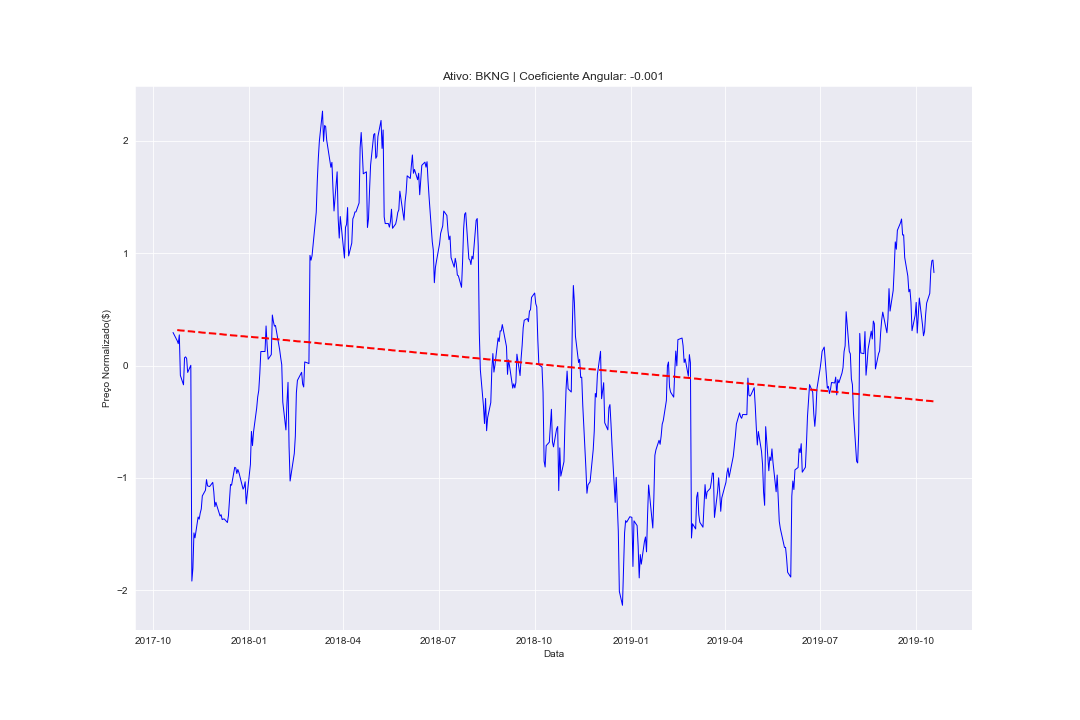 Ativo: BKNG | Coeficiente Angular: -0.001
Preço Normalizado($)
2
1
0
−1
−2
2017-10 2018-01 2018-04 2018-07 2018-10 2019-01 2019-04 2019-07 2019-10
Data